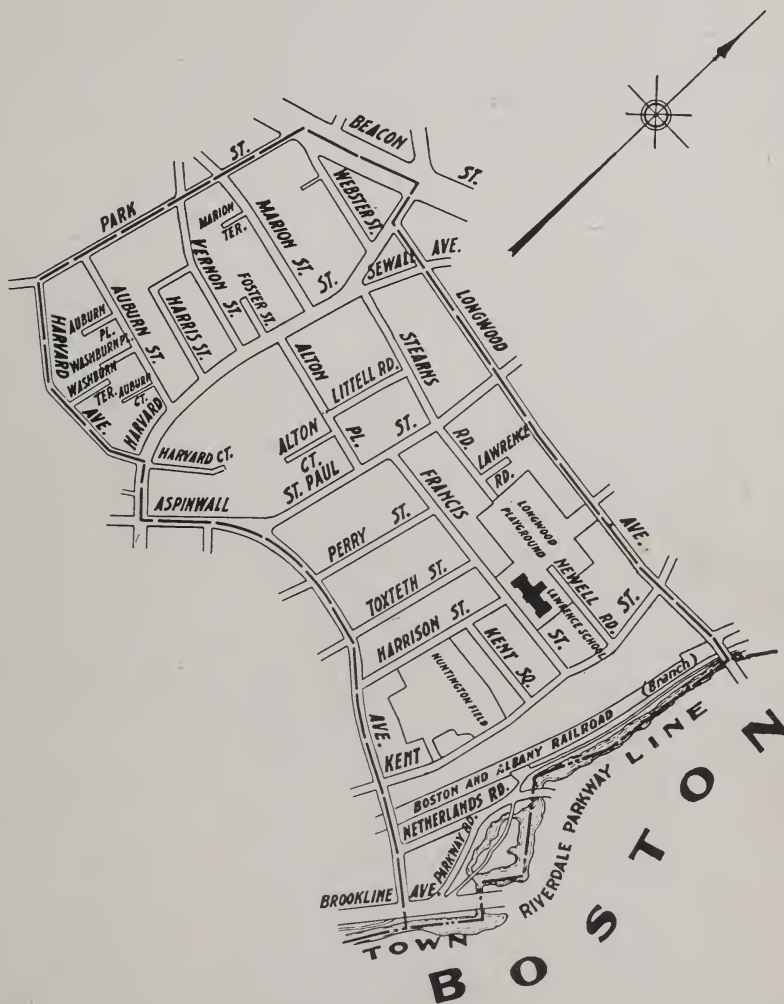 BEACON
ST.
ST.
PARK
WEBSTER ST.
MARION
TER.
MARION ST.
SEWALL AVE.
VERNON ST.
ST.
FOSTER ST.
HARRIS ST.
AUBURN ST.
AUBURN
PL.
WASHBURN PL.
WASHBURN
TER.
AUBURN
CT.
HARVARD
AVE.
HARVARD
HARVARD CT.
LONGWOOD
STEARNS
ALTON
LITTELL RD.
ALTON
CT.
PL.
ST.
ST. PAUL
RD.
LAWRENCE
RD.
ASPINWALL
FRANCIS
LONGWOOD
PLAYGROUND
AVE.
PERRY ST.
NEWELL RD.
ST.
TOXTETH ST.
LAWRENCE SCHOOL
HARRISON ST.
ST.
KENT SQ.
HUNTINGTON FIELD
AVE.
KENT
(Branch)
BOSTON AND ALBANY RAILROAD
NETHERLANDS RD.
PARKWAY RD.
RIVERDALE PARKWAY
LINE
BROOKLINE AVE.
TOWN
BOSTON